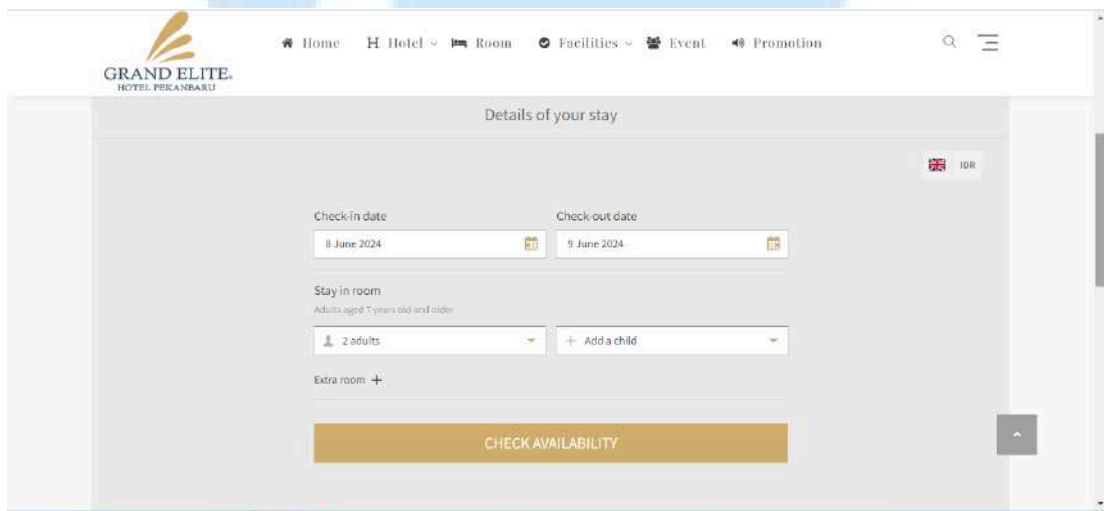 Home H Hotel Room Facilities Event Promotion
GRAND ELITE
HOTEL PEKANBARU
Details of your stay
IDR
Check-in date Check-out date
8 June 2024 9 June 2024
Stay in room
Adults aged 7 years old and older
2 adults + Add a child
Extra room +
CHECK AVAILABILITY